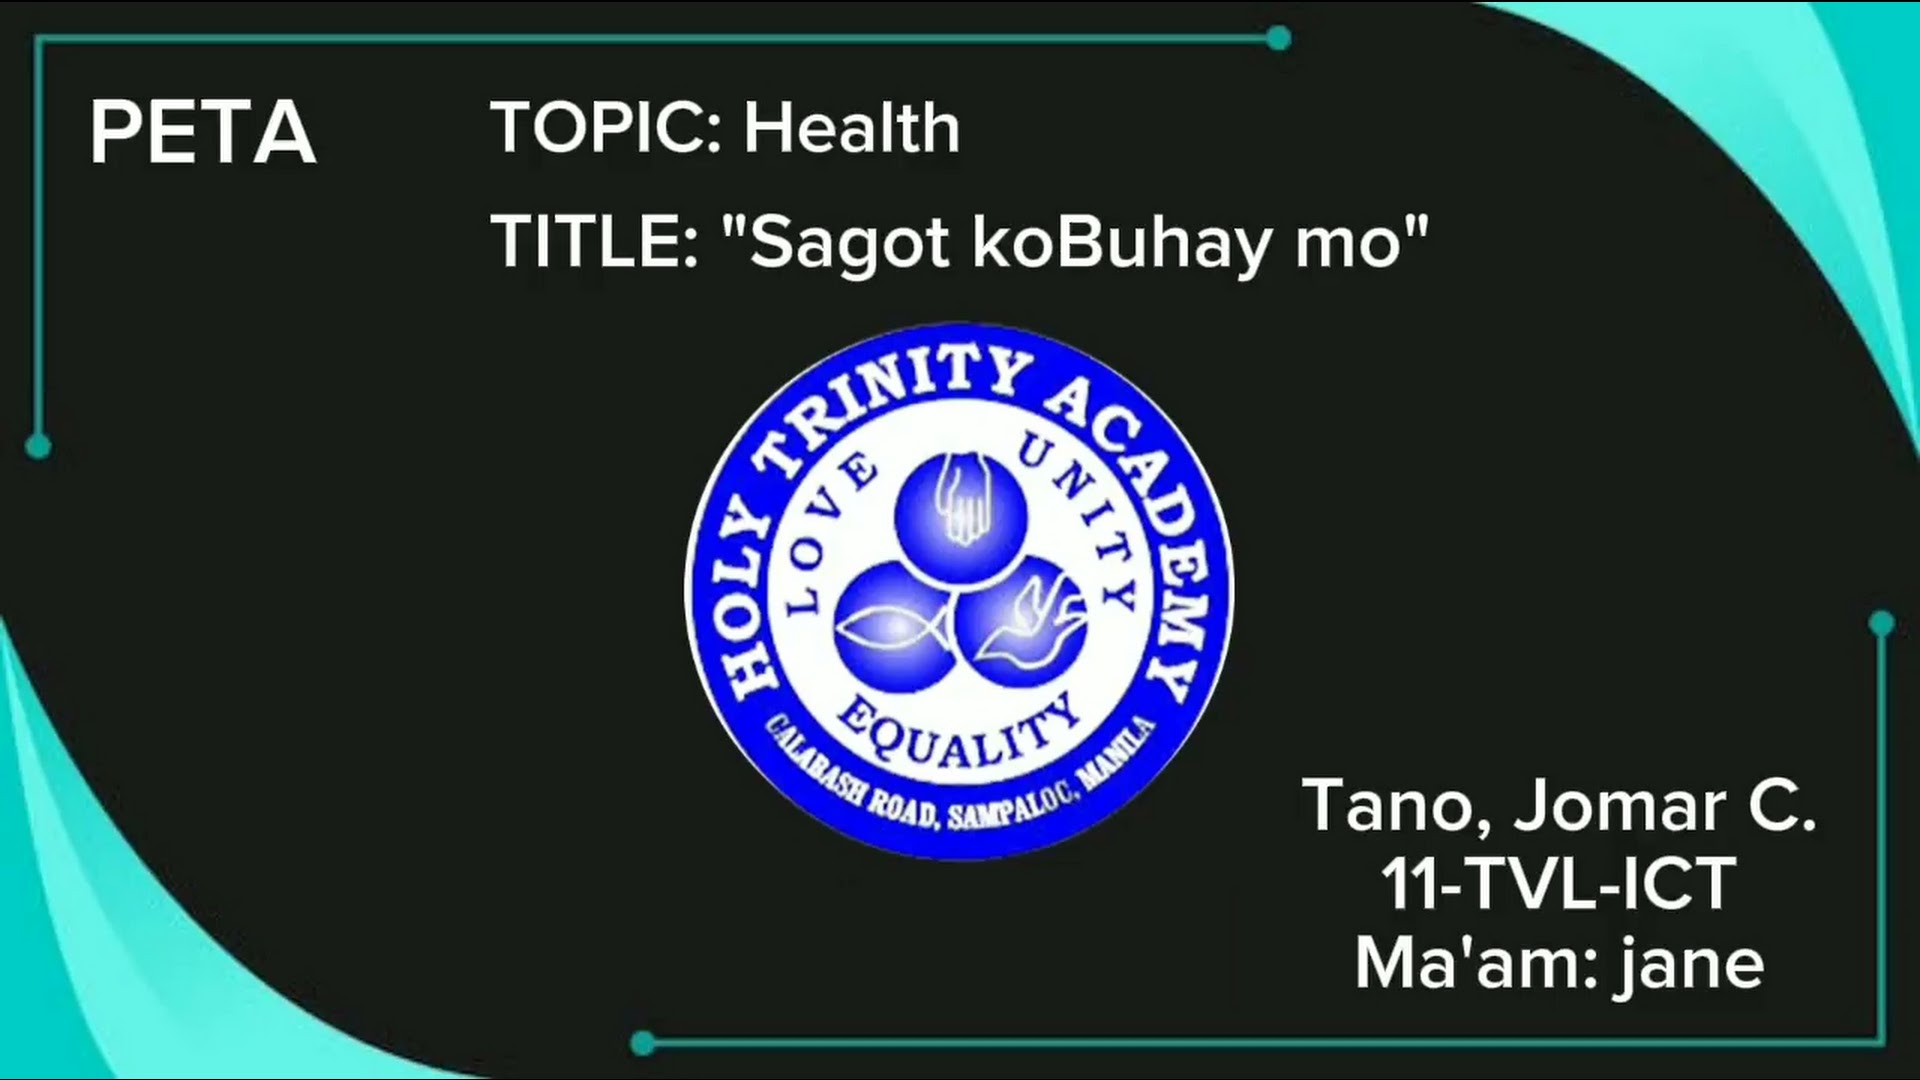 PETA
TOPIC: Health
TITLE: "Sagot koBuhay mo"
HOLY TRINITY ACADEMY
LOVE
UNITY
EQUALITY
CALABASH ROAD, SAMPALOC, MANILA
Tano, Jomar C.
11-TVL-ICT
Ma'am: jane